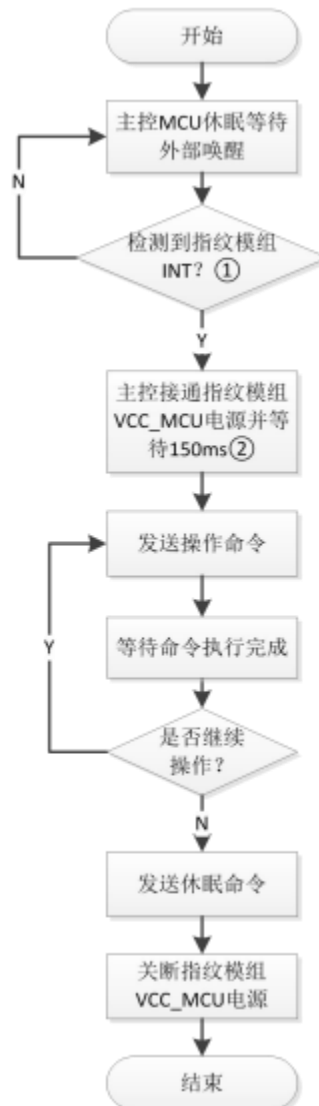 开始
主控MCU休眠等待
外部唤醒
N
检测到指纹模组
INT？①
Y
主控接通指纹模组
VCC_MCU电源并等
待150ms②
发送操作命令
Y
等待命令执行完成
是否继续
操作？
N
发送休眠命令
关断指纹模组
VCC_MCU电源
结束